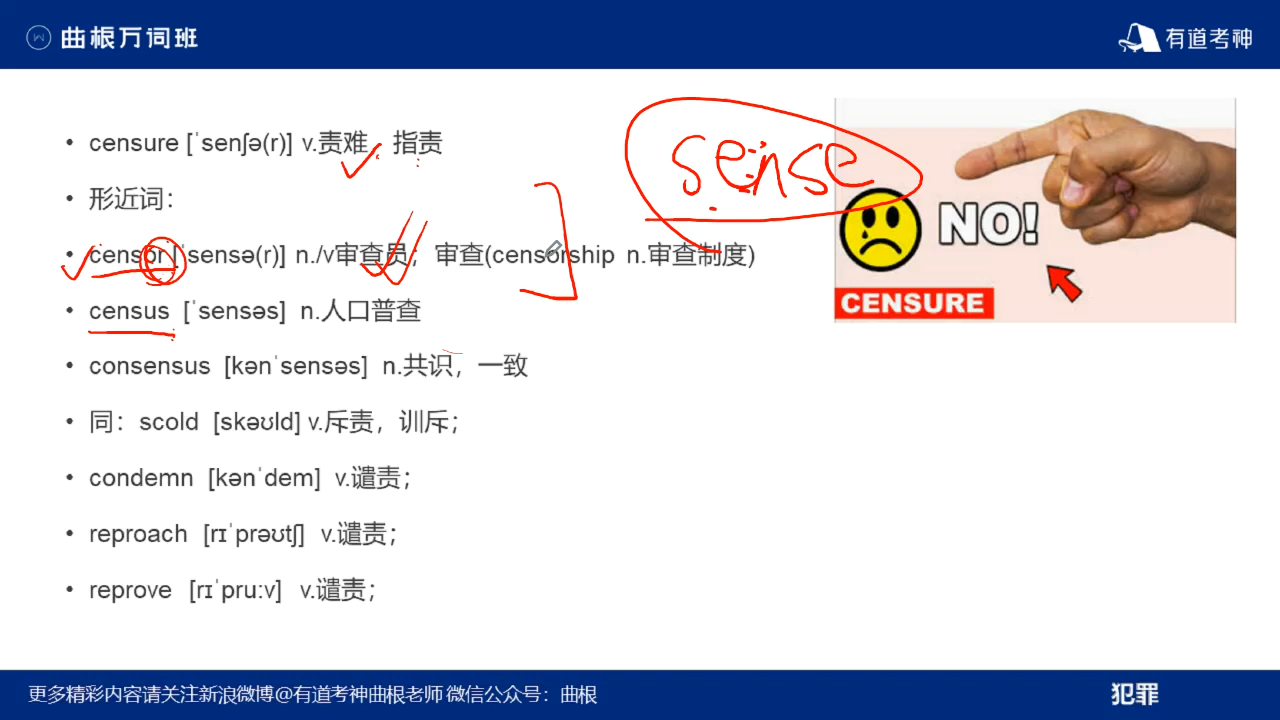 曲根万词班
有道考神
• censure [ˈsenʃə(r)] v.责难，指责
• 形近词：
• censor [ˈsensə(r)] n./v审查员；审查(censorship n.审查制度)
• census [ˈsensəs] n.人口普查
• consensus [kənˈsensəs] n.共识，一致
• 同：scold [skəʊld] v.斥责，训斥；
• condemn [kənˈdem] v.谴责；
• reproach [rɪˈprəʊtʃ] v.谴责；
• reprove [rɪˈpru:v] v.谴责；
sense
NO!
CENSURE
更多精彩内容请关注新浪微博@有道考神曲根老师 微信公众号：曲根
犯罪